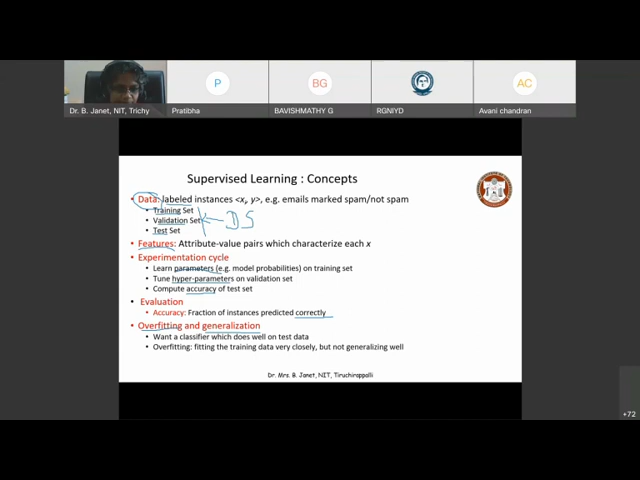 P
BG
AC
Dr. B. Janet, NIT, Trichy
Pratibha
BAVISHMATHY G
RGNIYD
Avani chandran
Supervised Learning : Concepts
• Data: labeled instances <xᵢ, y>, e.g. emails marked spam/not spam
• Training Set
• Validation Set
DS
• Test Set
• Features: Attribute-value pairs which characterize each x
• Experimentation cycle
• Learn parameters (e.g. model probabilities) on training set
• Tune hyper-parameters on validation set
• Compute accuracy of test set
• Evaluation
• Accuracy: Fraction of instances predicted correctly
• Overfitting and generalization
• Want a classifier which does well on test data
• Overfitting: fitting the training data very closely, but not generalizing well
Dr. Mrs. B. Janet, NIT, Tiruchirappalli
+72